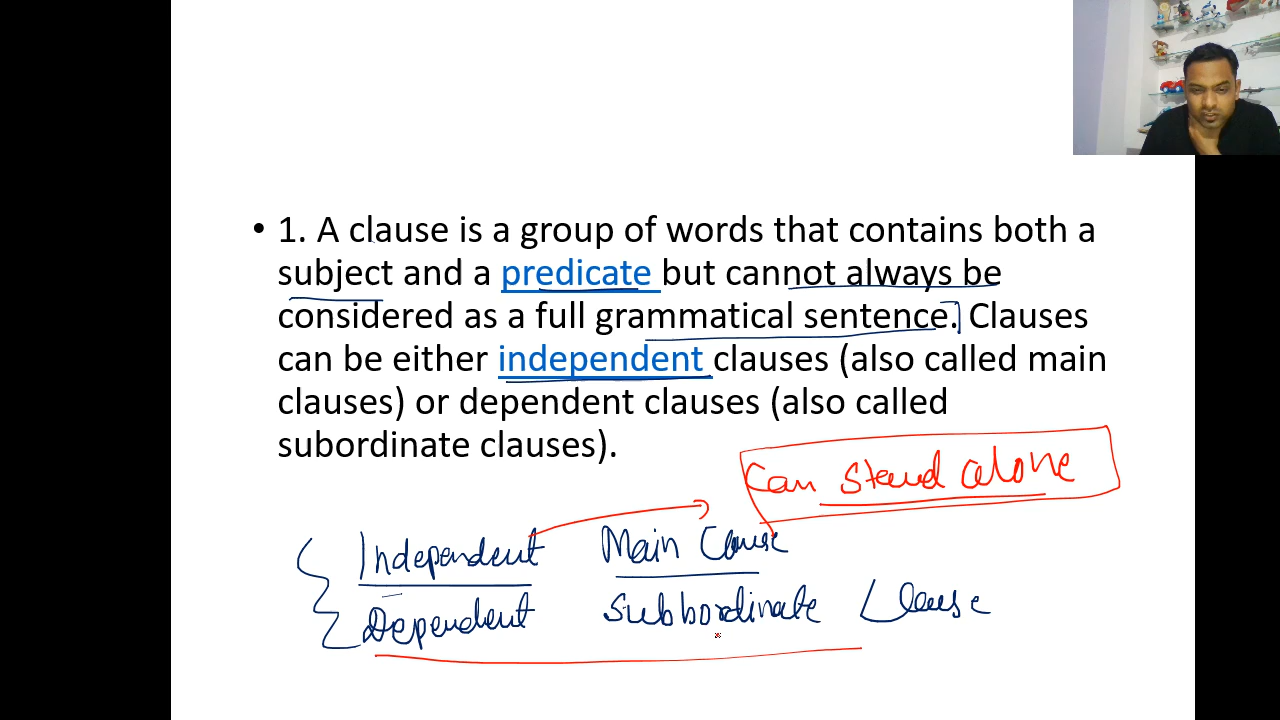 • 1. A clause is a group of words that contains both a
subject and a predicate but cannot always be
considered as a full grammatical sentence. Clauses
can be either independent clauses (also called main
clauses) or dependent clauses (also called
subordinate clauses).
Can stand alone
Independent Main Clause
Dependent Subbordinate Clause